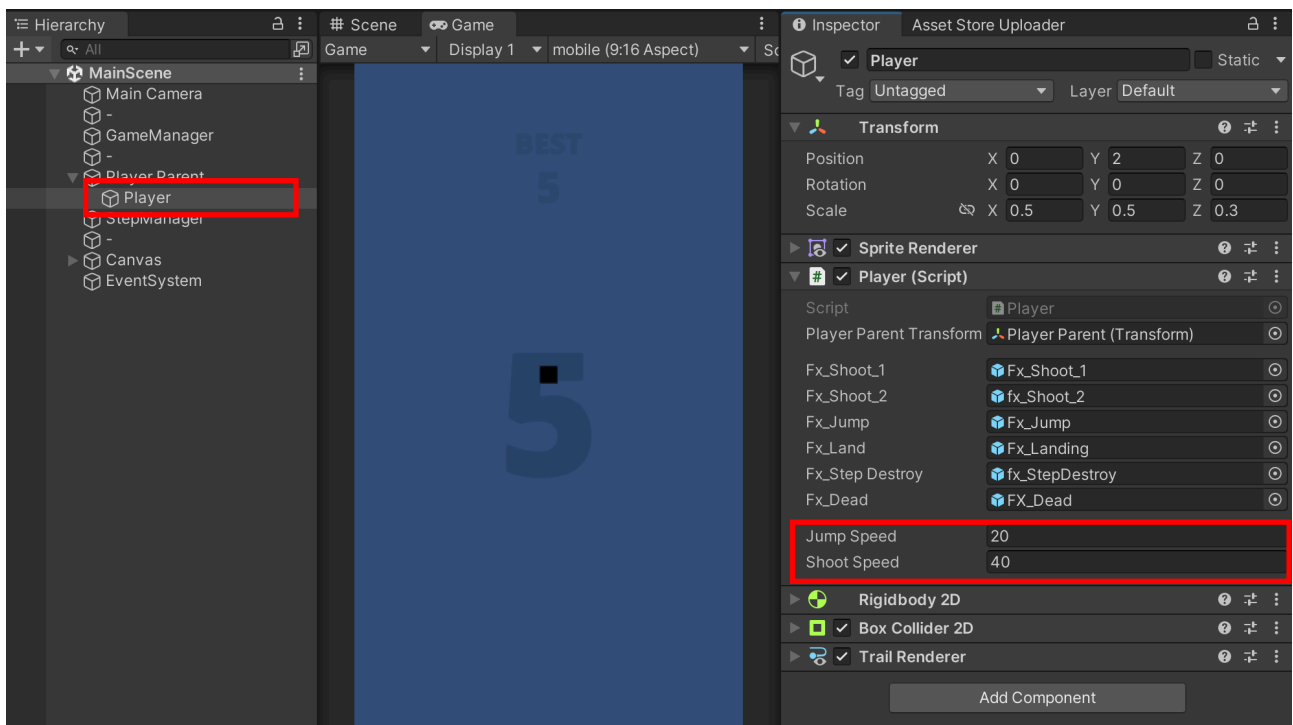 Hierarchy
All
MainScene
Main Camera
-
GameManager
-
Player Parent
Player
StepManager
-
Canvas
EventSystem
# Scene
Game
Game
Display 1
mobile (9:16 Aspect)
Sc
BEST
5
5
Inspector
Asset Store Uploader
Player
Static
Tag Untagged
Layer Default
Transform
Position X 0 Y 2 Z 0
Rotation X 0 Y 0 Z 0
Scale X 0.5 Y 0.5 Z 0.3
Sprite Renderer
# Player (Script)
Script # Player
Player Parent Transform Player Parent (Transform)
Fx_Shoot_1 Fx_Shoot_1
Fx_Shoot_2 fx_Shoot_2
Fx_Jump Fx_Jump
Fx_Land Fx_Landing
Fx_Step Destroy fx_StepDestroy
Fx_Dead FX_Dead
Jump Speed 20
Shoot Speed 40
Rigidbody 2D
Box Collider 2D
Trail Renderer
Add Component